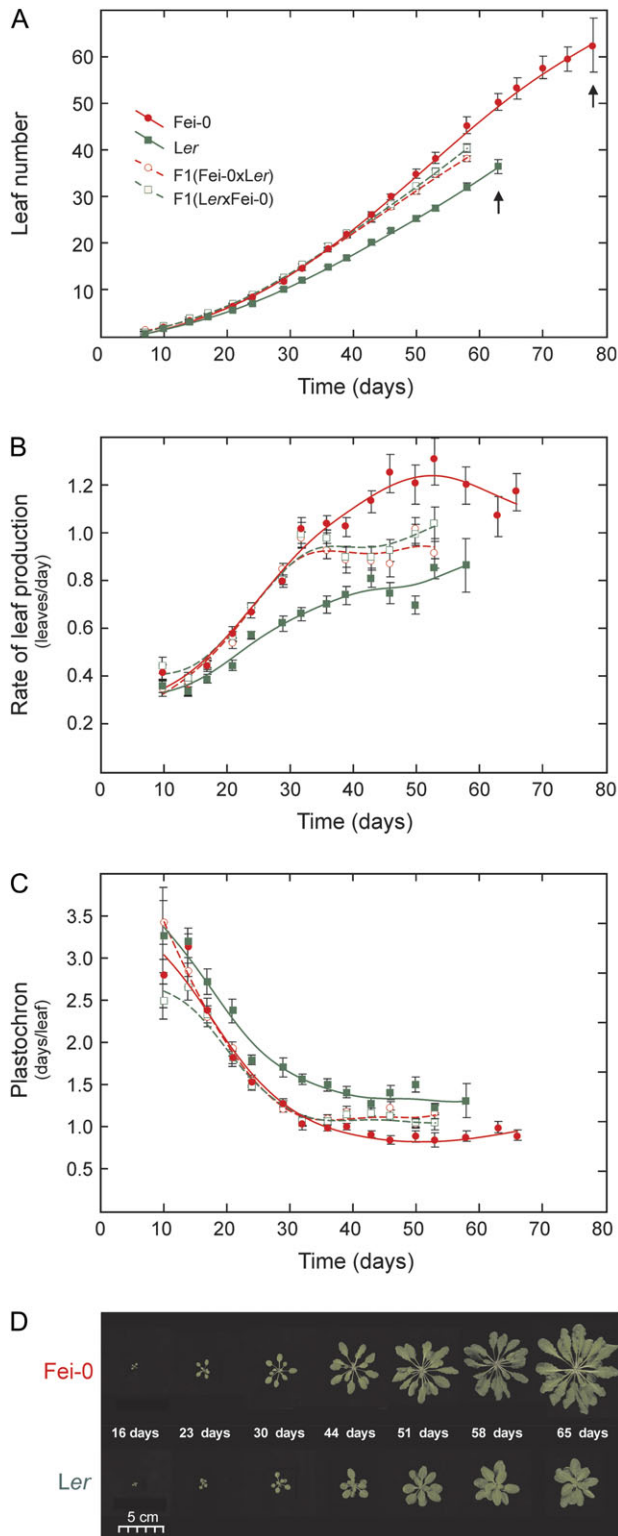 A
Leaf number
60
50
40
30
20
10
Fei-0
Ler
F1(Fei-0xLer)
F1(LerxFei-0)
0 10 20 30 40 50 60 70 80
Time (days)
B
Rate of leaf production
(leaves/day)
1.2
1.0
0.8
0.6
0.4
0.2
0 10 20 30 40 50 60 70 80
Time (days)
C
Plastochron
(days/leaf)
3.5
3.0
2.5
2.0
1.5
1.0
0.5
0 10 20 30 40 50 60 70 80
Time (days)
D
Fei-0
16 days 23 days 30 days 44 days 51 days 58 days 65 days
Ler
5 cm